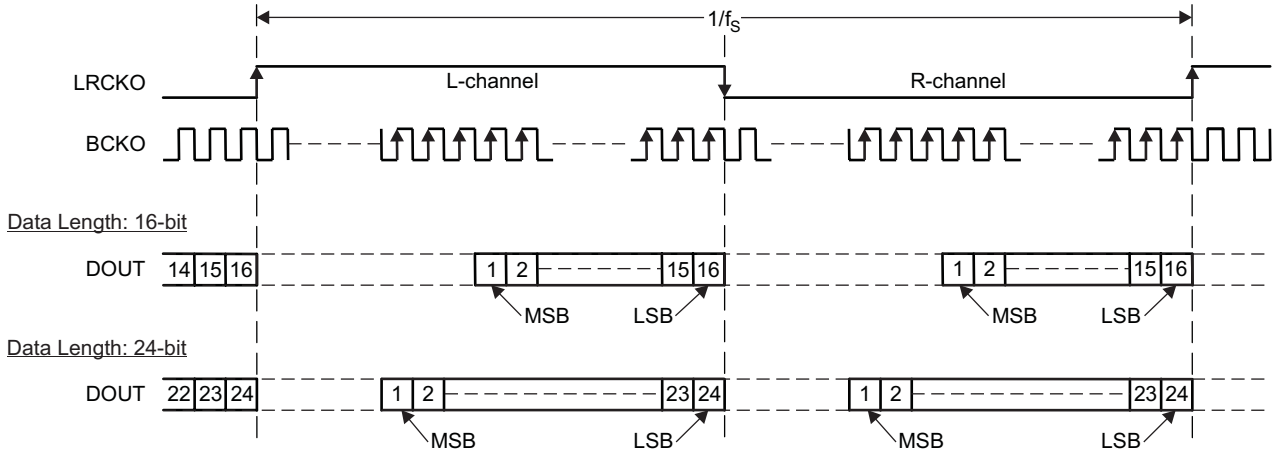 1/fS
LRCKO L-channel R-channel
BCKO
Data Length: 16-bit
DOUT 14 15 16 1 2 15 16 1 2 15 16
MSB LSB MSB LSB
Data Length: 24-bit
DOUT 22 23 24 1 2 23 24 1 2 23 24
MSB LSB MSB LSB